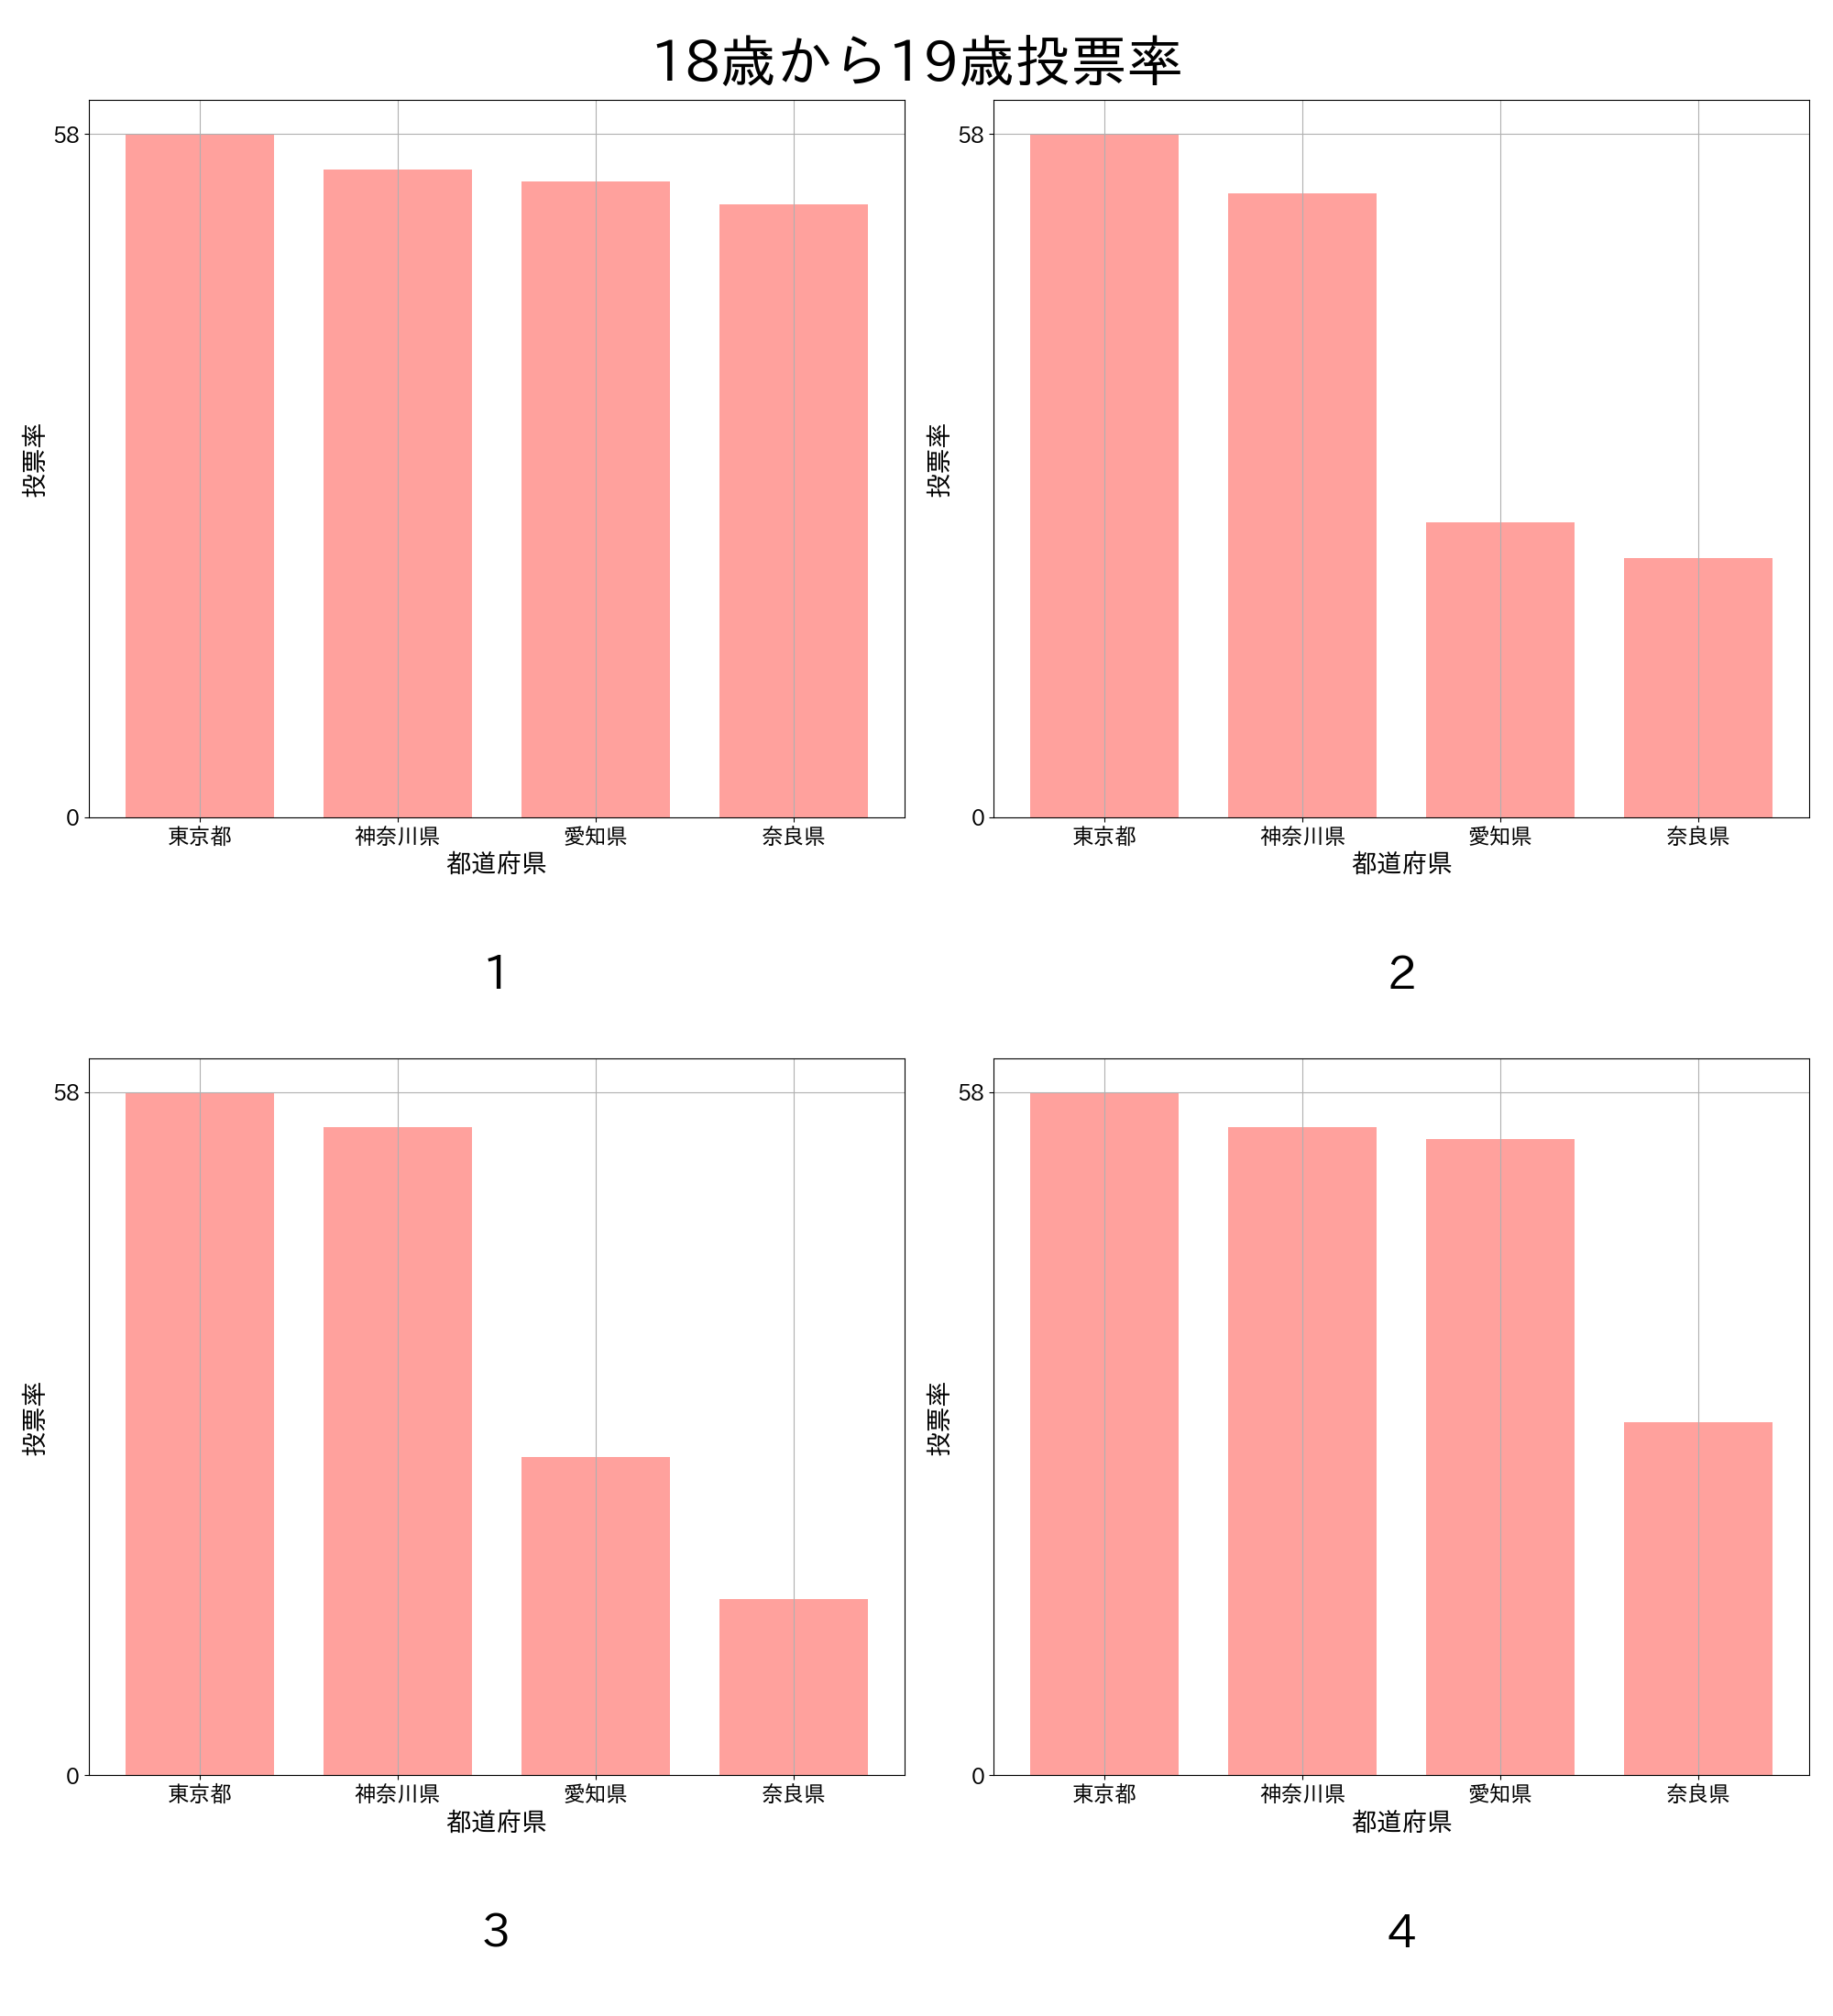 18歳から19歳投票率
58
0
投票率
東京都 神奈川県 愛知県 奈良県
都道府県
1
58
0
投票率
東京都 神奈川県 愛知県 奈良県
都道府県
2
58
0
投票率
東京都 神奈川県 愛知県 奈良県
都道府県
3
58
0
投票率
東京都 神奈川県 愛知県 奈良県
都道府県
4